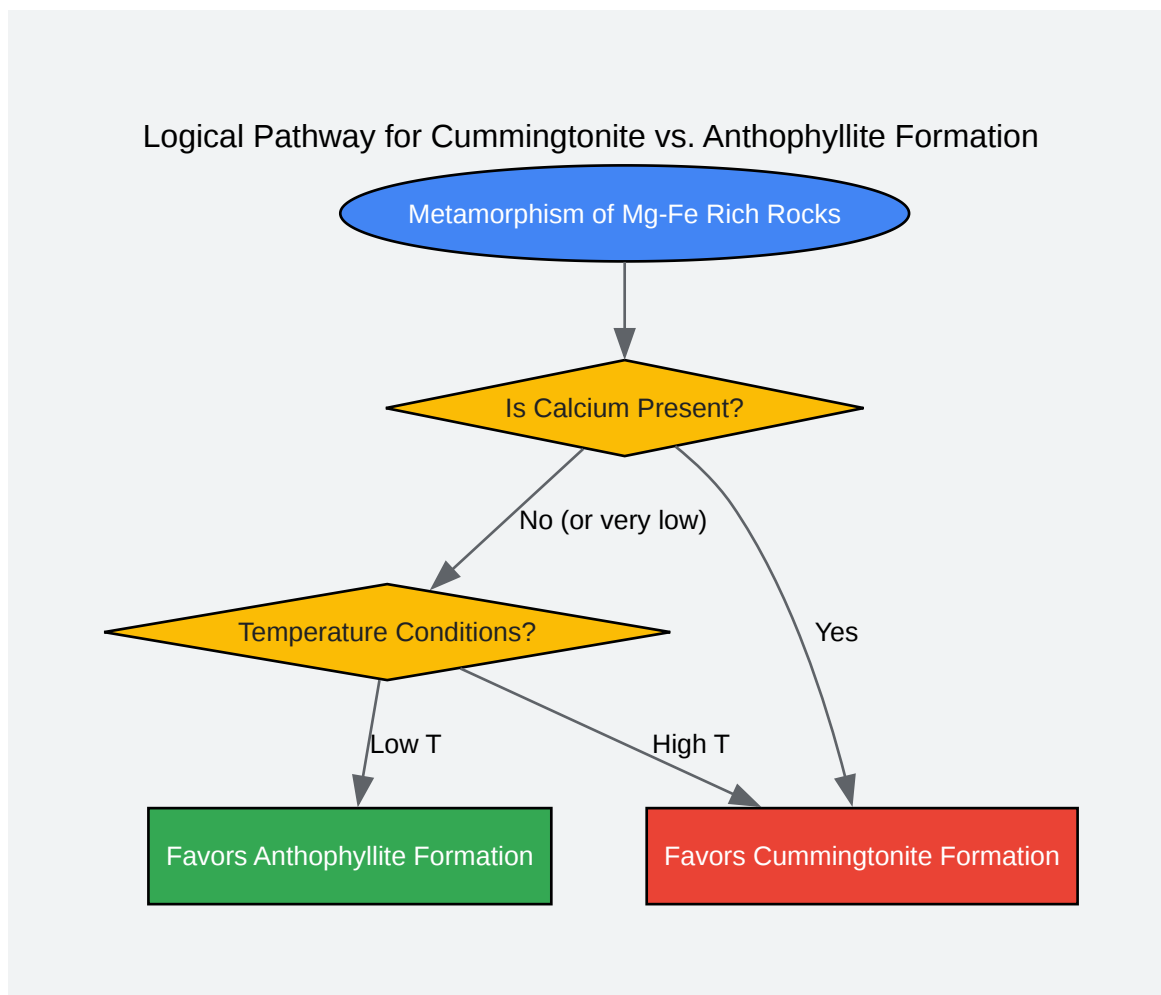 Logical Pathway for Cummingtonite vs. Anthophyllite Formation
Metamorphism of Mg-Fe Rich Rocks
Is Calcium Present?
No (or very low)
Temperature Conditions?
Yes
Low T
High T
Favors Anthophyllite Formation
Favors Cummingtonite Formation